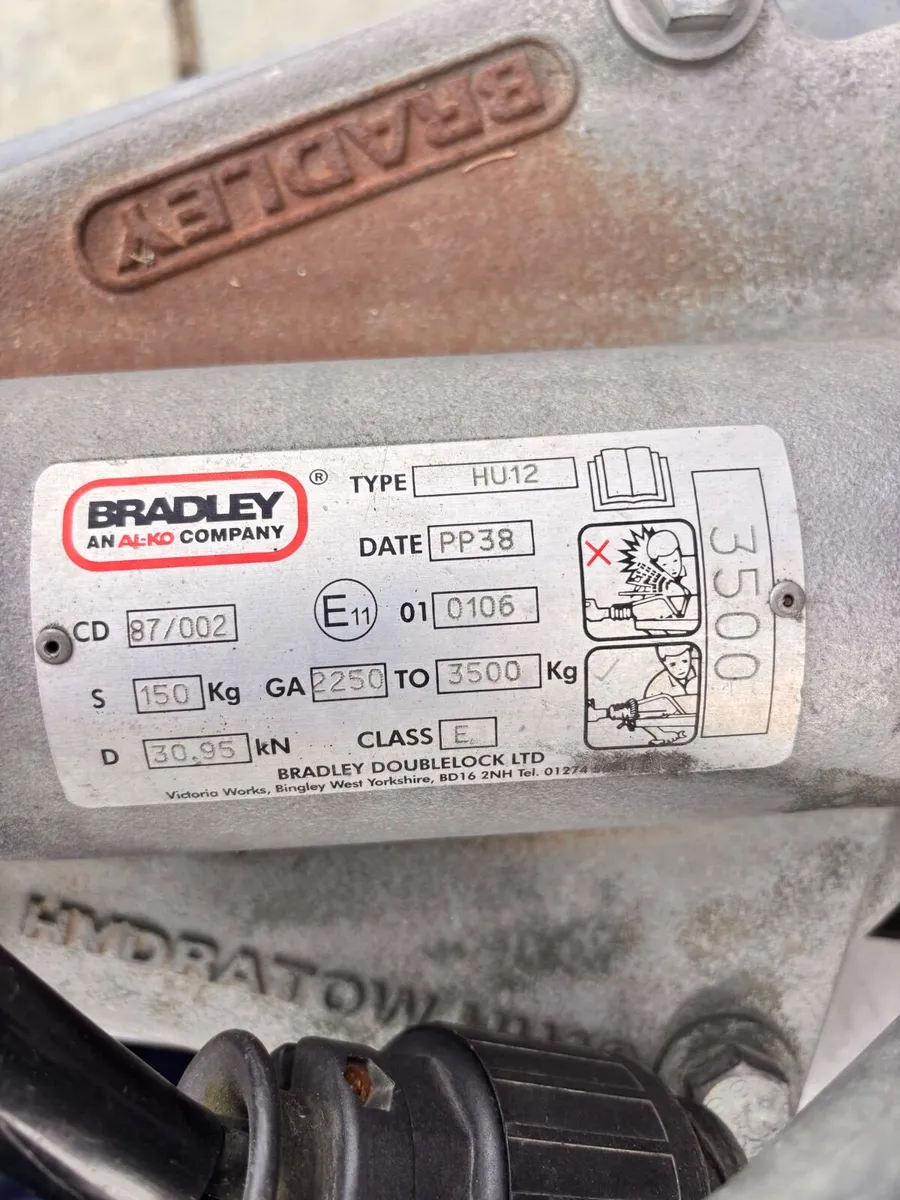 BRADLEY
BRADLEY ®
AN AL-KO COMPANY
TYPE HU12
DATE PP38
CD 87/002
E11 01 0106
S 150 Kg GA 2250 TO 3500 Kg
D 30.95 kN CLASS E
BRADLEY DOUBLELOCK LTD
Victoria Works, Bingley West Yorkshire, BD16 2NH Tel. 01274
3500
HYDRATOW